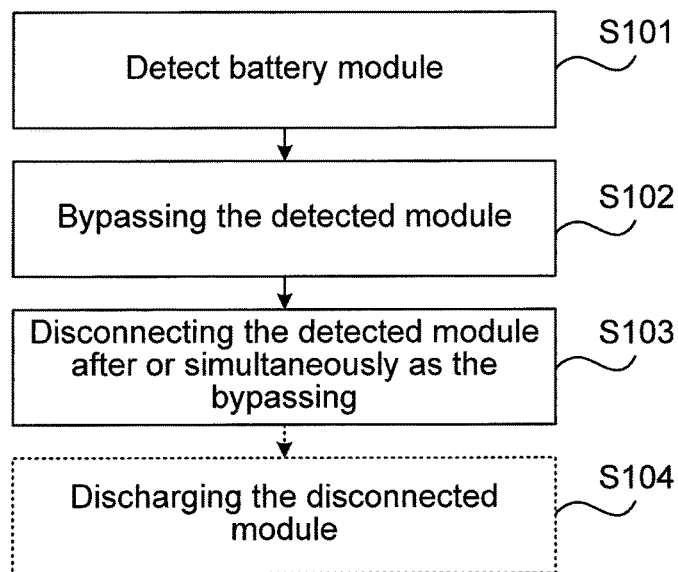 S101
Detect battery module
S102
Bypassing the detected module
Disconnecting the detected module
after or simultaneously as the
bypassing
S103
S104
Discharging the disconnected
module